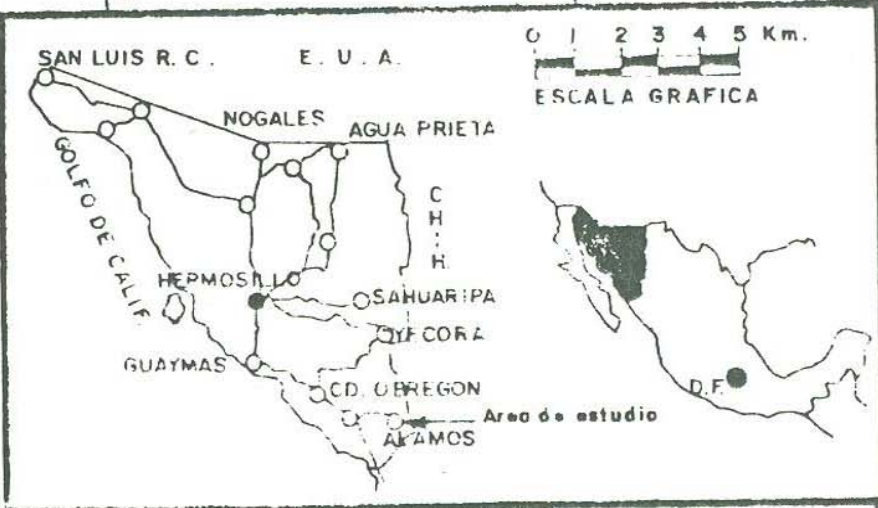 0 1 2 3 4 5 Km.
ESCALA GRAFICA
SAN LUIS R. C.
E. U. A.
NOGALES
AGUA PRIETA
GOLFO DE CALIF.
CHIH.
HERMOSILLO
SAHUARIPA
YECORA
GUAYMAS
CD. OBREGON
Area de estudio
ALAMOS
D.F.